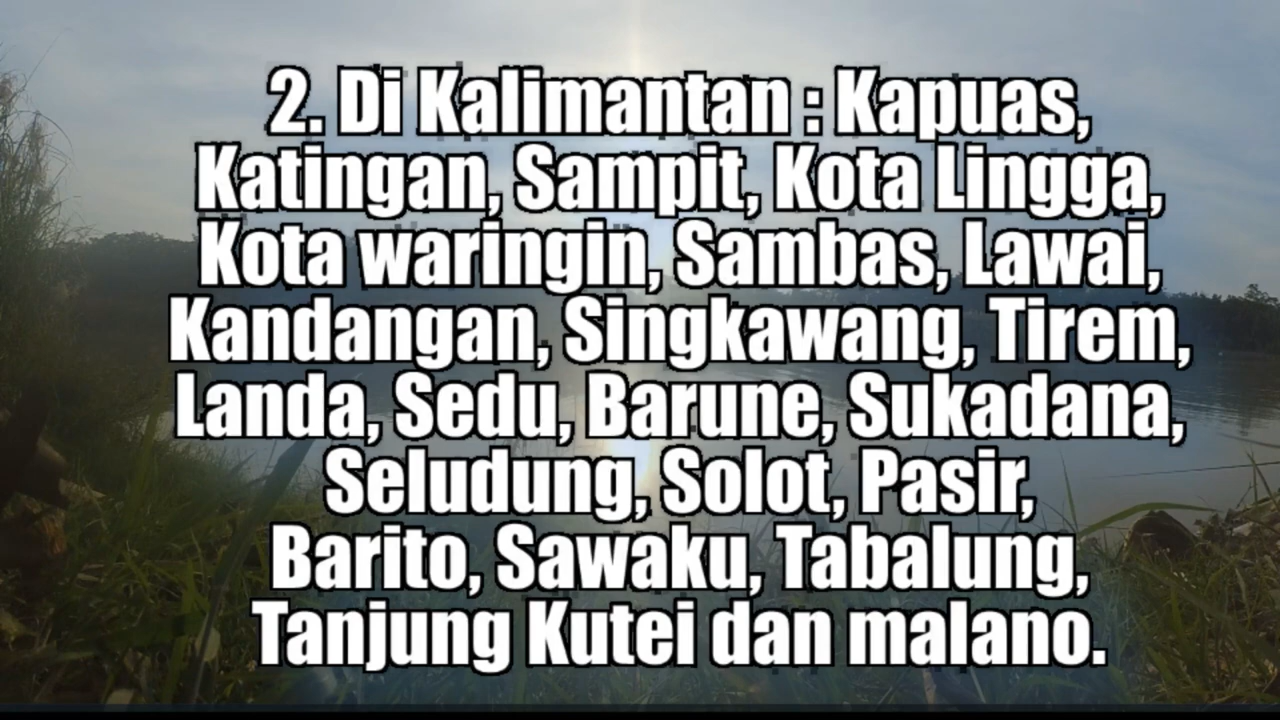 2. Di Kalimantan : Kapuas,
Katingan, Sampit, Kota Lingga,
Kota waringin, Sambas, Lawai,
Kandangan, Singkawang, Tirem,
Landa, Sedu, Barune, Sukadana,
Seludung, Solot, Pasir,
Barito, Sawaku, Tabalung,
Tanjung Kutei dan malano.